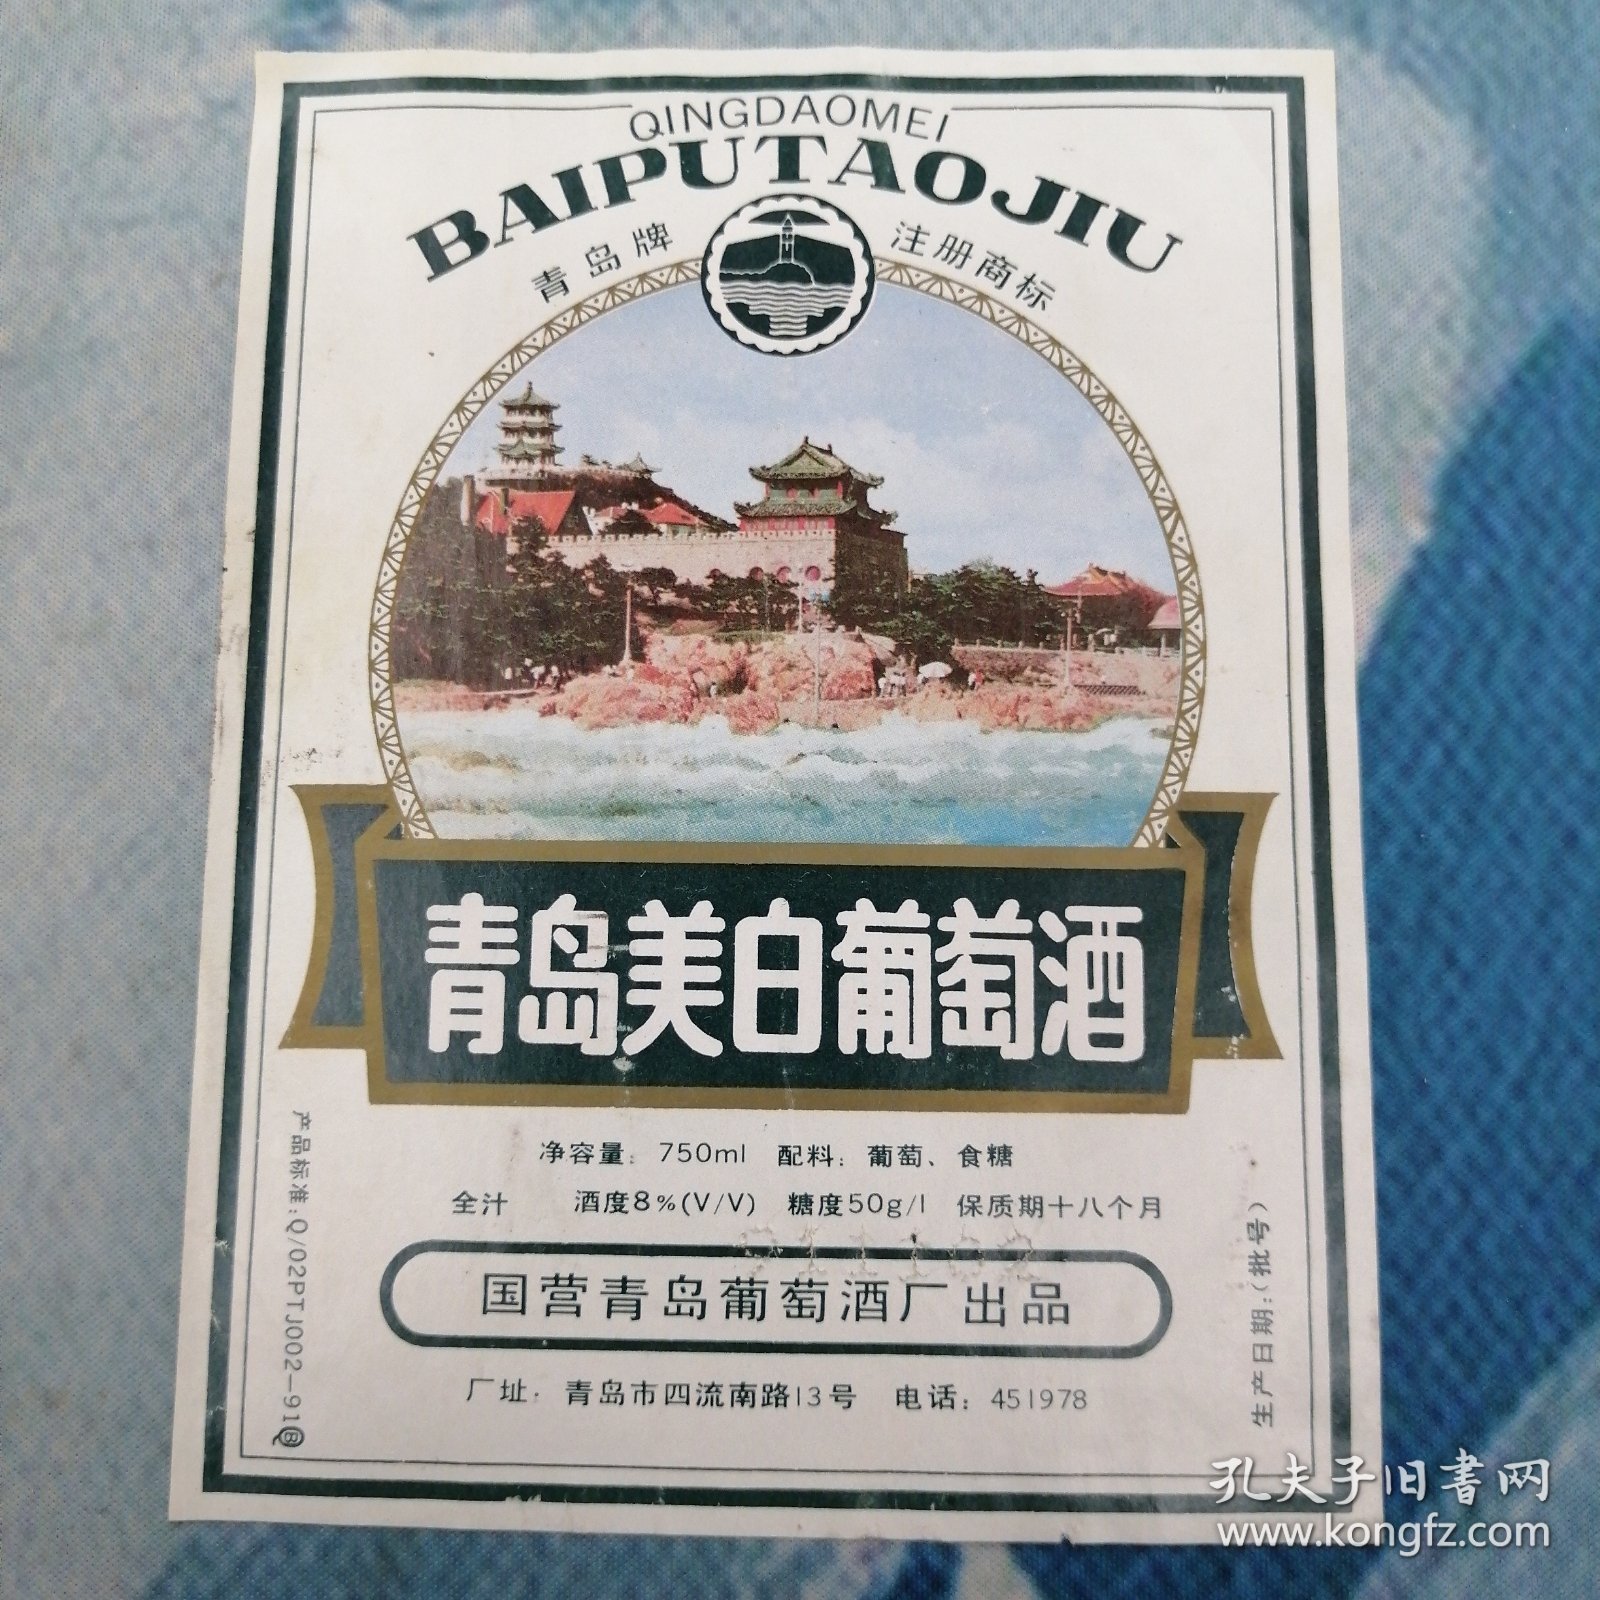 QINGDAOMEI
BAIPUTAOJIU
青岛牌
注册商标
青岛美白葡萄酒
净容量：750ml 配料：葡萄、食糖
全汁 酒度8%(V/V) 糖度50g/l 保质期十八个月
国营青岛葡萄酒厂出品
厂址：青岛市四流南路13号 电话：451978
产品标准：Q/02PTJ002-91
生产日期：(批号)
孔夫子旧书网
www.kongfz.com